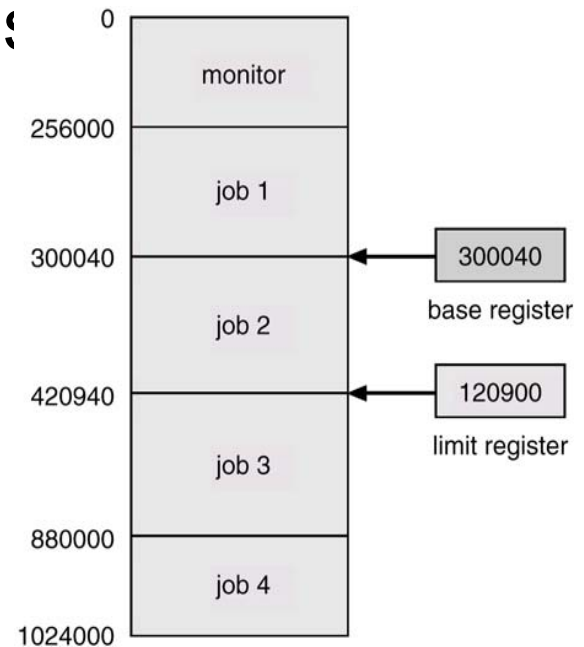 0
monitor
256000
job 1
300040
300040
base register
job 2
420940
120900
limit register
job 3
880000
job 4
1024000